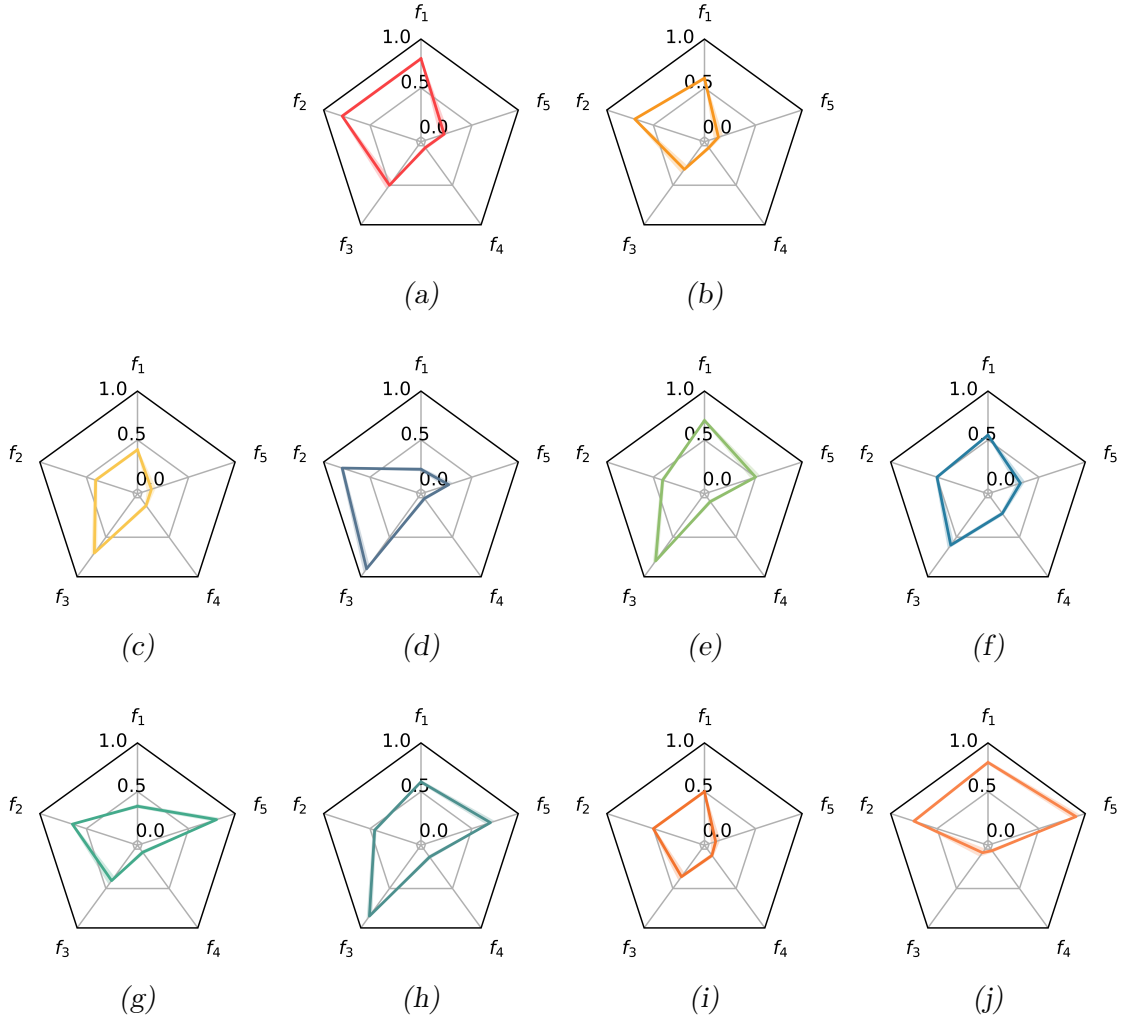 f1 f1
1.0 1.0
f2 0.5 f5 f2 0.5 f5
0.0 0.0
f3 f4 f3 f4
(a) (b)
f1 f1 f1 f1
1.0 1.0 1.0 1.0
f2 0.5 f5 f2 0.5 f5 f2 0.5 f5 f2 0.5 f5
0.0 0.0 0.0 0.0
f3 f4 f3 f4 f3 f4 f3 f4
(c) (d) (e) (f)
f1 f1 f1 f1
1.0 1.0 1.0 1.0
f2 0.5 f5 f2 0.5 f5 f2 0.5 f5 f2 0.5 f5
0.0 0.0 0.0 0.0
f3 f4 f3 f4 f3 f4 f3 f4
(g) (h) (i) (j)